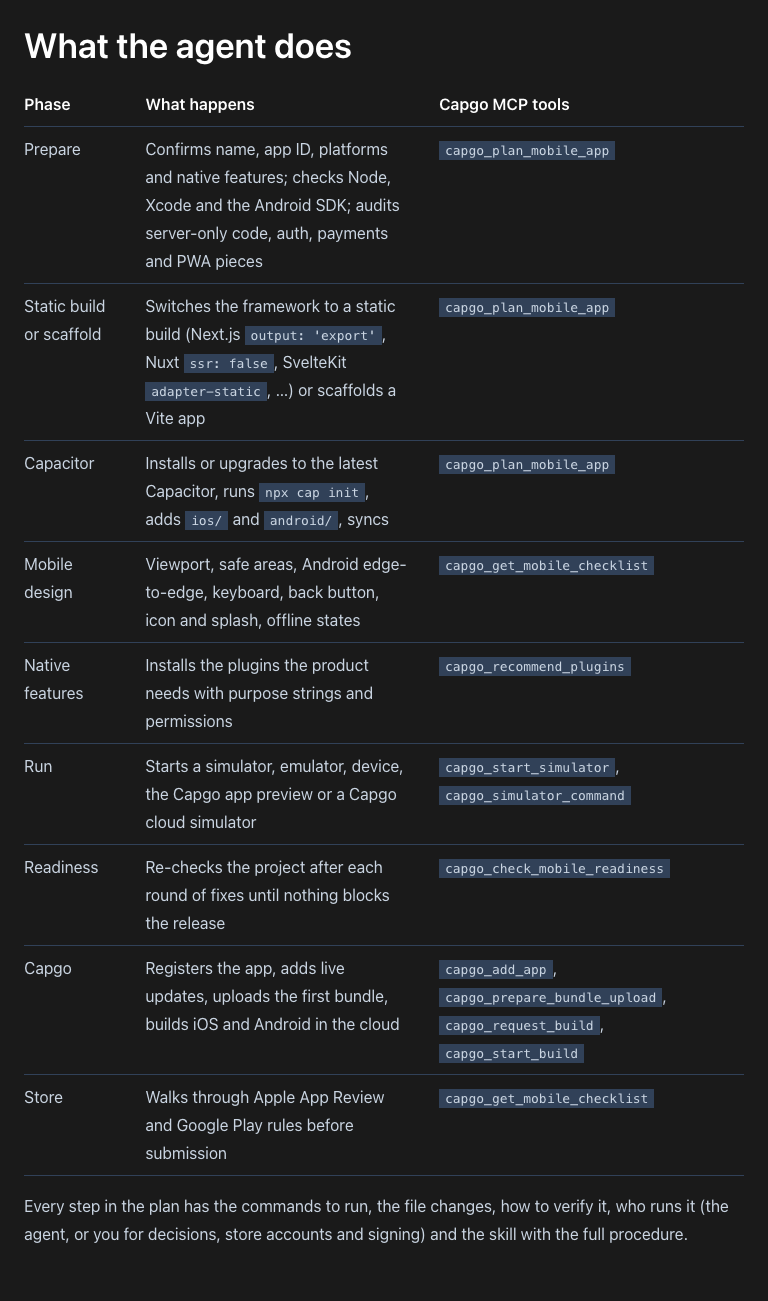 What the agent does
Phase What happens Capgo MCP tools
Prepare Confirms name, app ID, platforms capgo_plan_mobile_app
and native features; checks Node,
Xcode and the Android SDK; audits
server-only code, auth, payments
and PWA pieces
Static build Switches the framework to a static capgo_plan_mobile_app
or scaffold build (Next.js output: 'export',
Nuxt ssr: false, SvelteKit
adapter-static, …) or scaffolds a
Vite app
Capacitor Installs or upgrades to the latest capgo_plan_mobile_app
Capacitor, runs npx cap init,
adds ios/ and android/, syncs
Mobile Viewport, safe areas, Android edge- capgo_get_mobile_checklist
design to-edge, keyboard, back button,
icon and splash, offline states
Native Installs the plugins the product capgo_recommend_plugins
features needs with purpose strings and
permissions
Run Starts a simulator, emulator, device, capgo_start_simulator,
the Capgo app preview or a Capgo capgo_simulator_command
cloud simulator
Readiness Re-checks the project after each capgo_check_mobile_readiness
round of fixes until nothing blocks
the release
Capgo Registers the app, adds live capgo_add_app,
updates, uploads the first bundle, capgo_prepare_bundle_upload,
builds iOS and Android in the cloud capgo_request_build,
capgo_start_build
Store Walks through Apple App Review capgo_get_mobile_checklist
and Google Play rules before
submission
Every step in the plan has the commands to run, the file changes, how to verify it, who runs it (the
agent, or you for decisions, store accounts and signing) and the skill with the full procedure.